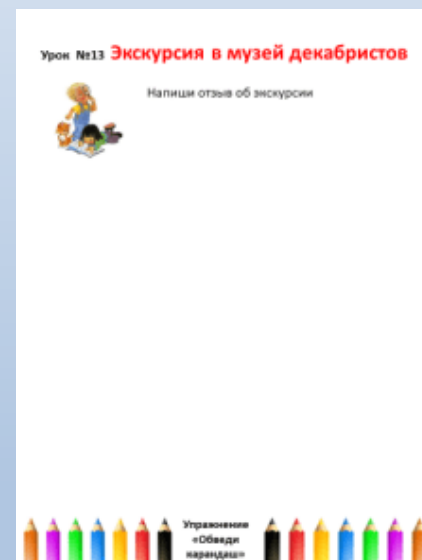 Урок №13 Экскурсия в музей декабристов
Напиши отзыв об экскурсии
Упражнение
«Обведи
карандаш»